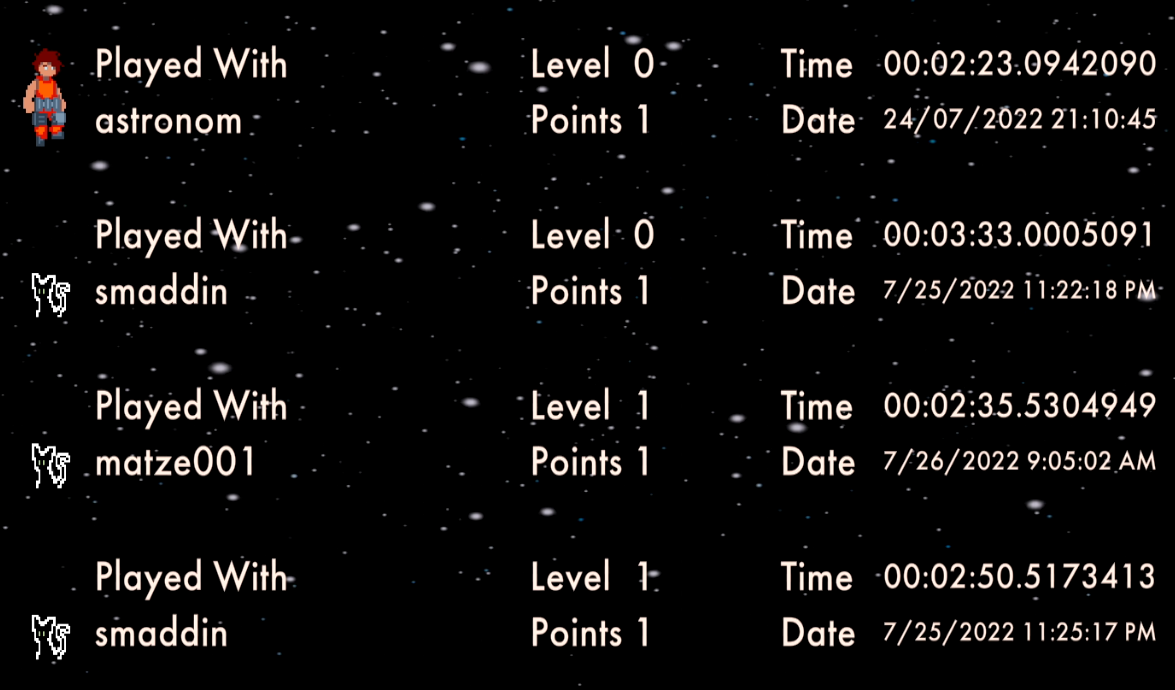 Played With Level 0 Time 00:02:23.0942090
astronom Points 1 Date 24/07/2022 21:10:45
Played With Level 0 Time 00:03:33.0005091
smaddin Points 1 Date 7/25/2022 11:22:18 PM
Played With Level 1 Time 00:02:35.5304949
matze001 Points 1 Date 7/26/2022 9:05:02 AM
Played With Level 1 Time 00:02:50.5173413
smaddin Points 1 Date 7/25/2022 11:25:17 PM